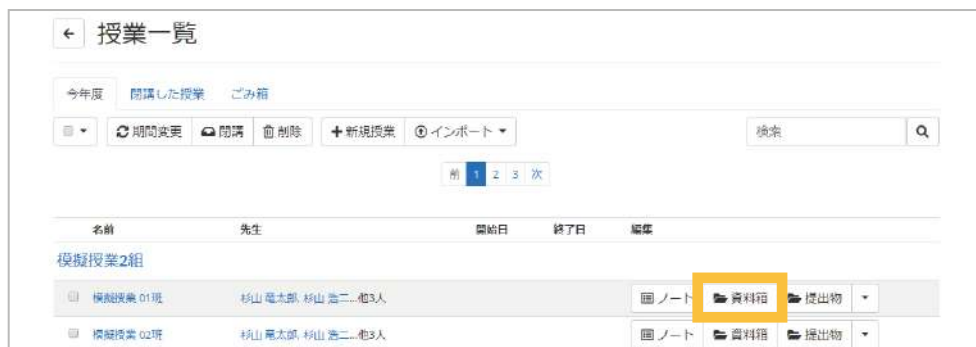 授業一覧
今年度 閉講した授業 ごみ箱
期間変更 閉講 削除 新規授業 インポート 検索
前 1 2 3 次
名前 先生 開始日 終了日 編集
模擬授業2組
模擬授業 01班 杉山 竜太郎, 杉山 浩二...他3人 ノート 資料箱 提出物
模擬授業 02班 杉山 竜太郎, 杉山 浩二...他3人 ノート 資料箱 提出物